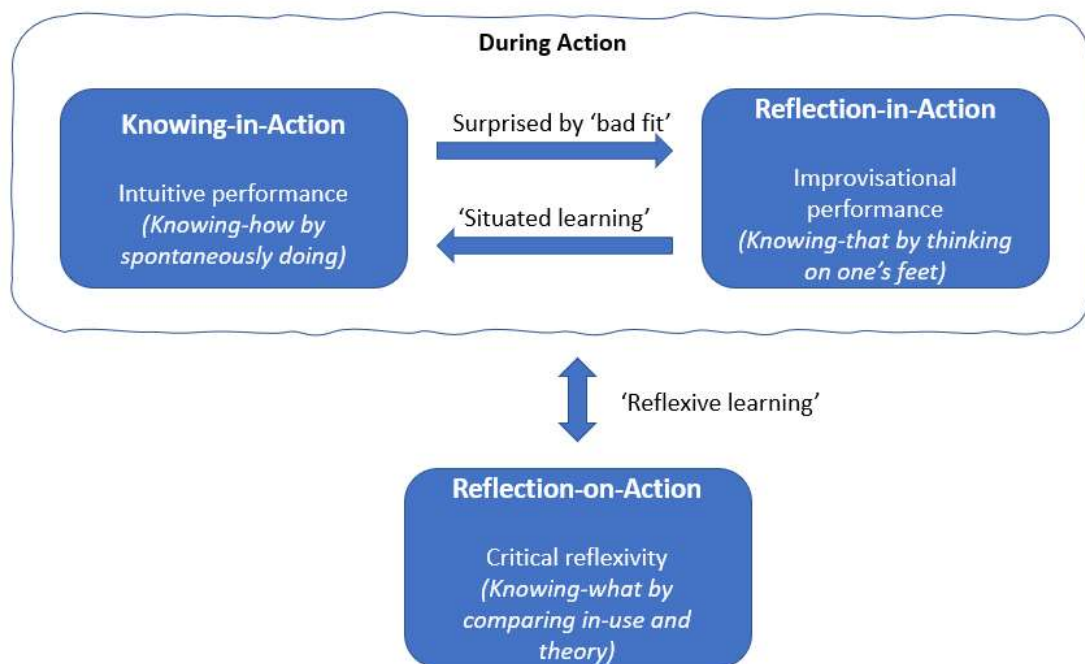 During Action
Knowing-in-Action
Intuitive performance
(Knowing-how by
spontaneously doing)
Surprised by ‘bad fit’
‘Situated learning’
Reflection-in-Action
Improvisational
performance
(Knowing-that by thinking
on one’s feet)
‘Reflexive learning’
Reflection-on-Action
Critical reflexivity
(Knowing-what by
comparing in-use and
theory)